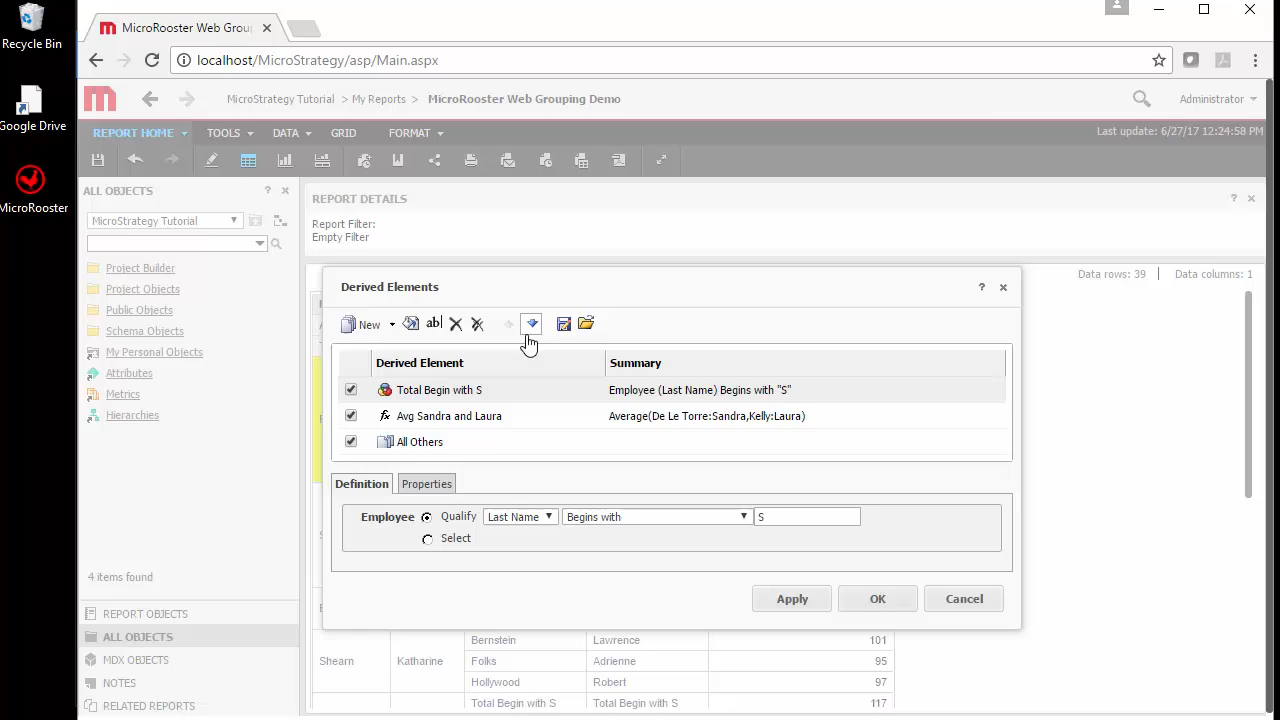 Recycle Bin
Google Drive
MicroRooster
MicroRooster Web Grou
localhost/MicroStrategy/asp/Main.aspx
MicroStrategy Tutorial > My Reports > MicroRooster Web Grouping Demo
Administrator
REPORT HOME TOOLS DATA GRID FORMAT
Last update: 6/27/17 12:24:58 PM
ALL OBJECTS ? ×
MicroStrategy Tutorial
Project Builder
Project Objects
Public Objects
Schema Objects
My Personal Objects
Attributes
Metrics
Hierarchies
4 items found
REPORT OBJECTS
ALL OBJECTS
MDX OBJECTS
NOTES
RELATED REPORTS
REPORT DETAILS ? ×
Report Filter:
Empty Filter
Data rows: 39 | Data columns: 1
Derived Elements ? ×
New ab|
Derived Element Summary
Total Begin with S Employee (Last Name) Begins with "S"
fx Avg Sandra and Laura Average(De Le Torre:Sandra,Kelly:Laura)
All Others
Definition Properties
Employee Qualify Last Name Begins with S
Select
Apply OK Cancel
Bernstein Lawrence 101
Shearn Katharine Folks Adrienne 95
Hollywood Robert 97
Total Begin with S 117